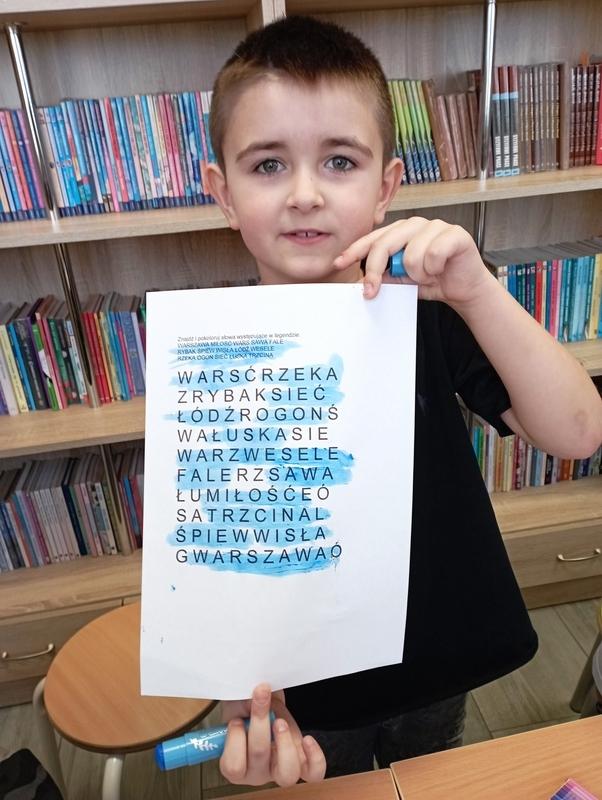 Znajdź i pokoloruj słowa występujące w legendzie
WARSZAWA MIŁOŚĆ WARS SAWA FALE
RYBAK ŚPIEW WISŁA ŁÓDŹ WESELE
RZEKA OGON SIEĆ ŁUSKA TRZCINA
WARSĆRZEKA
ZRYBAKSIEĆ
ŁÓDŹROGONŚ
WAŁUSKASIE
WARZWESELE
FALERZSAWA
ŁUMIŁOŚĆEÓ
SATRZCINAL
ŚPIEWWISŁA
GWARSZAWAÓ